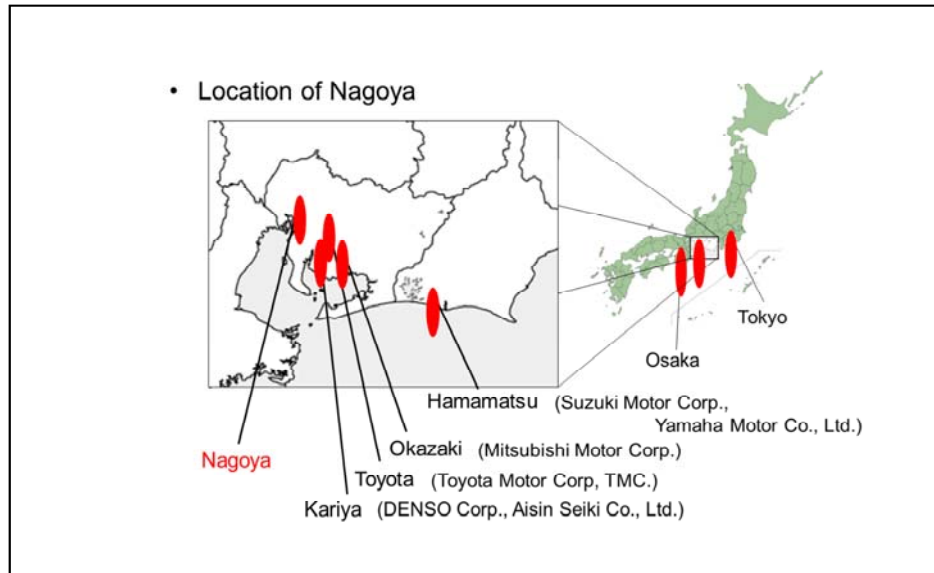 • Location of Nagoya
Tokyo
Osaka
Hamamatsu (Suzuki Motor Corp.,
Yamaha Motor Co., Ltd.)
Okazaki (Mitsubishi Motor Corp.)
Nagoya
Toyota (Toyota Motor Corp, TMC.)
Kariya (DENSO Corp., Aisin Seiki Co., Ltd.)